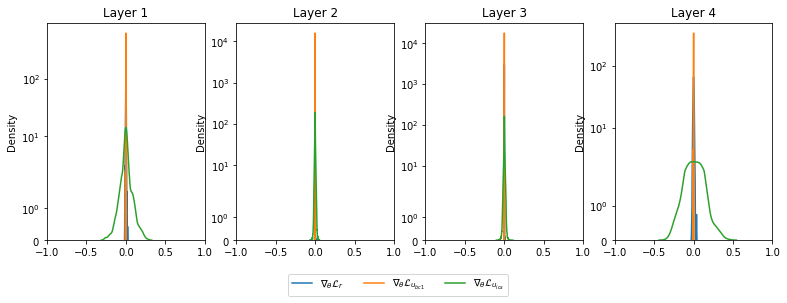 Layer 1 Layer 2 Layer 3 Layer 4
Density 10² 10¹ 10⁰ 0
Density 10⁴ 10³ 10² 10¹ 10⁰ 0
Density 10⁴ 10³ 10² 10¹ 10⁰ 0
Density 10² 10¹ 10⁰ 0
−1.0 −0.5 0.0 0.5 1.0 −1.0 −0.5 0.0 0.5 1.0 −1.0 −0.5 0.0 0.5 1.0 −1.0 −0.5 0.0 0.5 1.0
∇θℒr ∇θℒu_bc1 ∇θℒu_ics